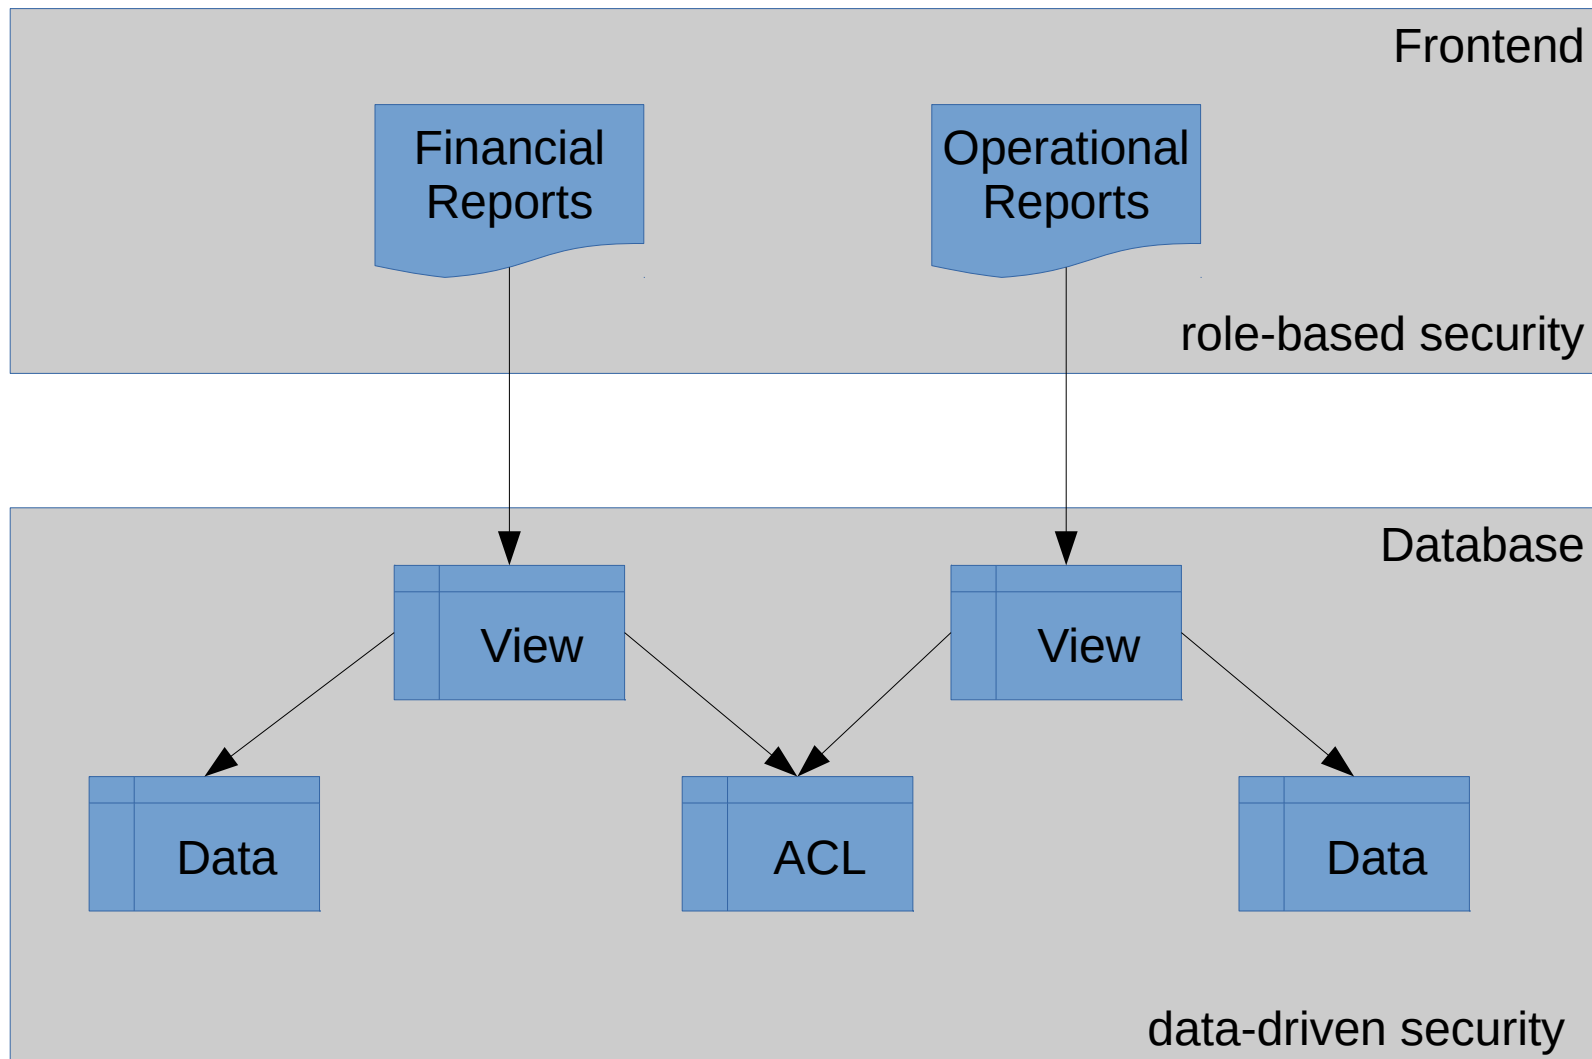 Frontend
Financial
Reports
Operational
Reports
role-based security
Database
View
View
Data
ACL
Data
data-driven security